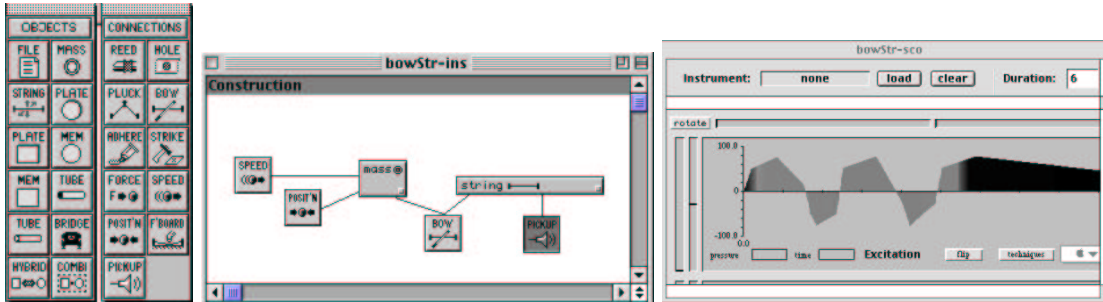 OBJECTS
CONNECTIONS
FILE
MASS
REED
HOLE
STRING
PLATE
PLUCK
BOW
PLATE
MEM
ADHERE
STRIKE
MEM
TUBE
FORCE
SPEED
TUBE
BRIDGE
POSIT'N
F'BOARD
HYBRID
COMBI
PICKUP
bowStr-ins
Construction
SPEED
POSIT'N
mass
string
BOW
PICKUP
bowStr-sco
Instrument: none load clear Duration: 6
rotate
100.0
-100.0
0.0
pressure time Excitation flip techniques